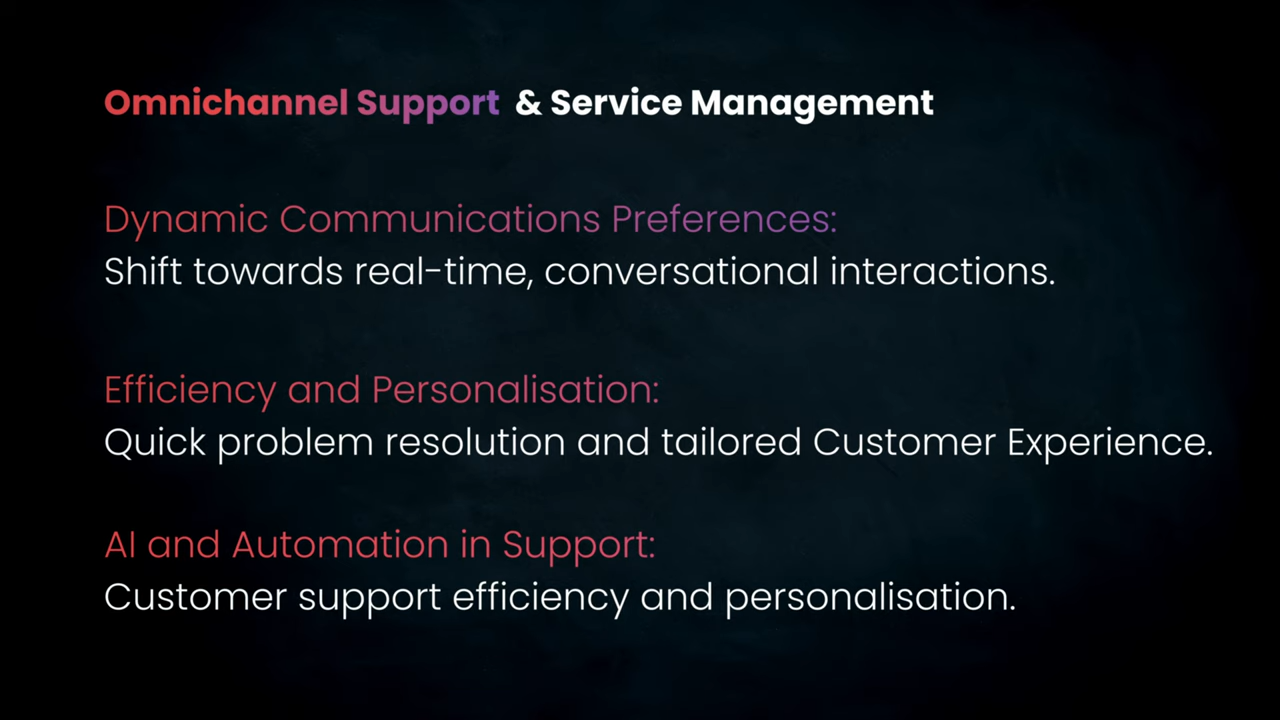 Omnichannel Support & Service Management
Dynamic Communications Preferences:
Shift towards real-time, conversational interactions.
Efficiency and Personalisation:
Quick problem resolution and tailored Customer Experience.
AI and Automation in Support:
Customer support efficiency and personalisation.